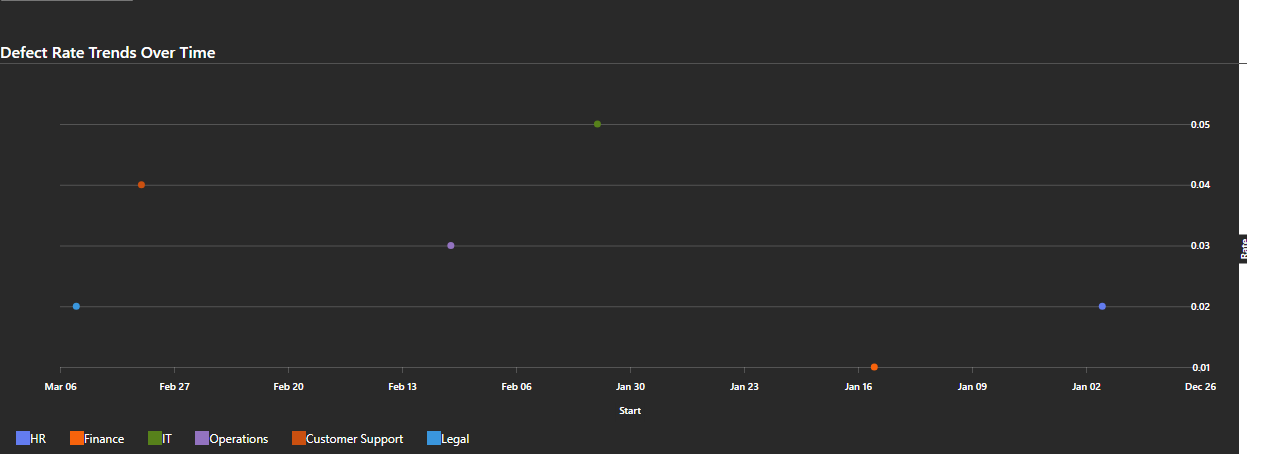 Defect Rate Trends Over Time
0.05
0.04
0.03
Rate
0.02
0.01
Mar 06 Feb 27 Feb 20 Feb 13 Feb 06 Jan 30 Jan 23 Jan 16 Jan 09 Jan 02 Dec 26
Start
HR Finance IT Operations Customer Support Legal